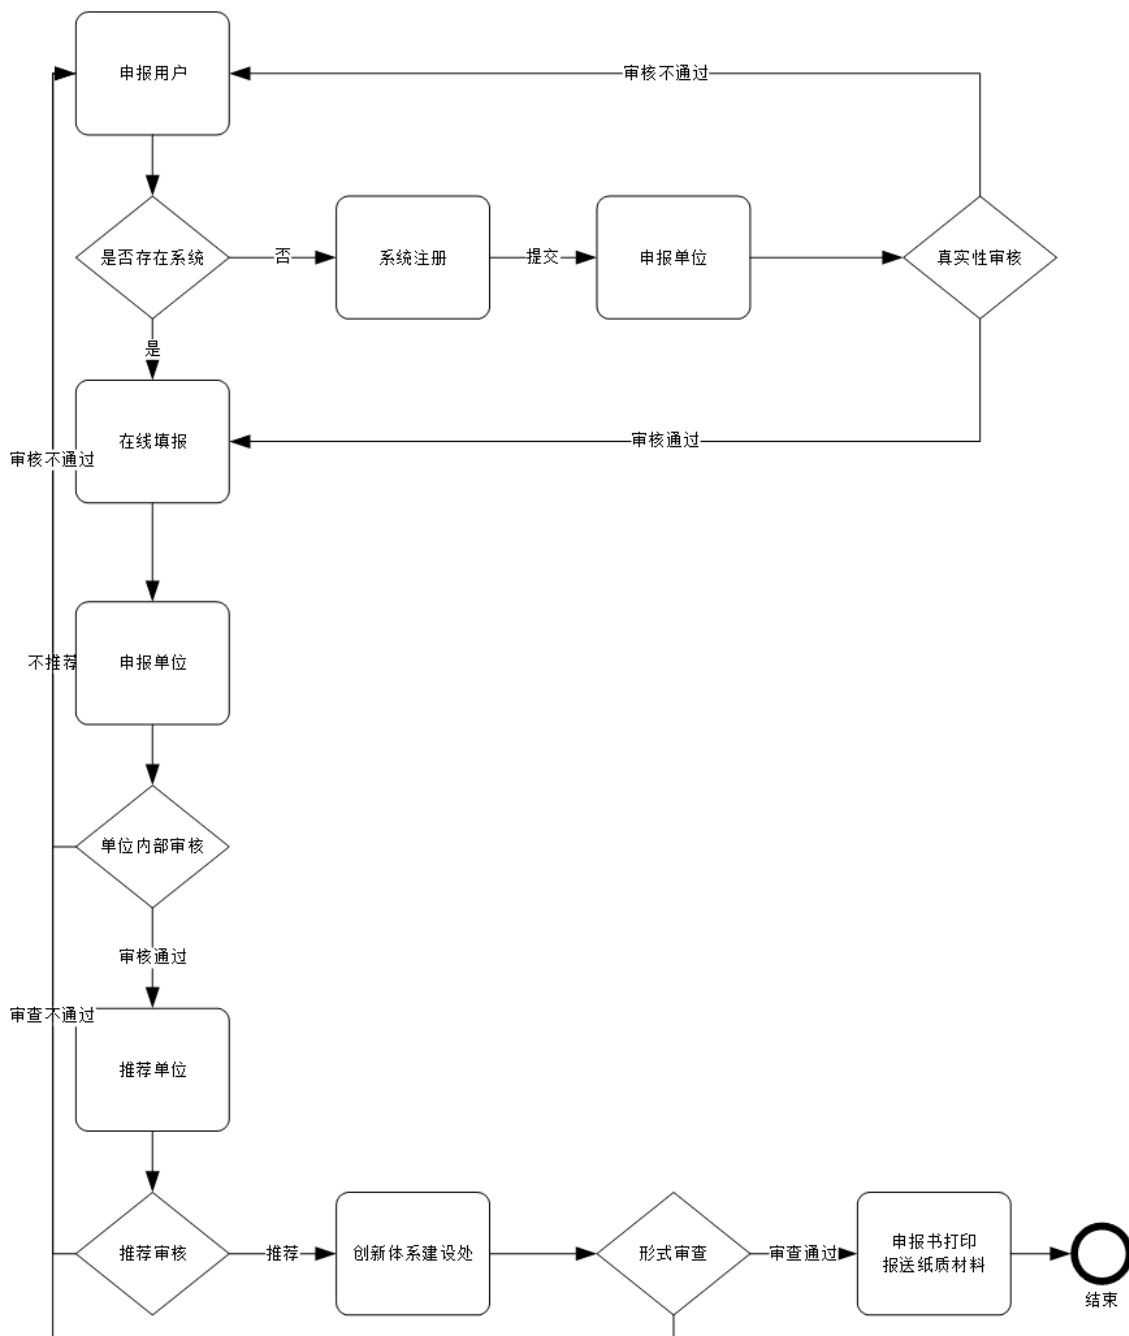 申报用户
审核不通过
是否存在系统
否
系统注册
提交
申报单位
真实性审核
是
在线填报
审核通过
审核不通过
不推荐
申报单位
单位内部审核
审核通过
审查不通过
推荐单位
推荐审核
推荐
创新体系建设处
形式审查
审查通过
申报书打印
报送纸质材料
结束